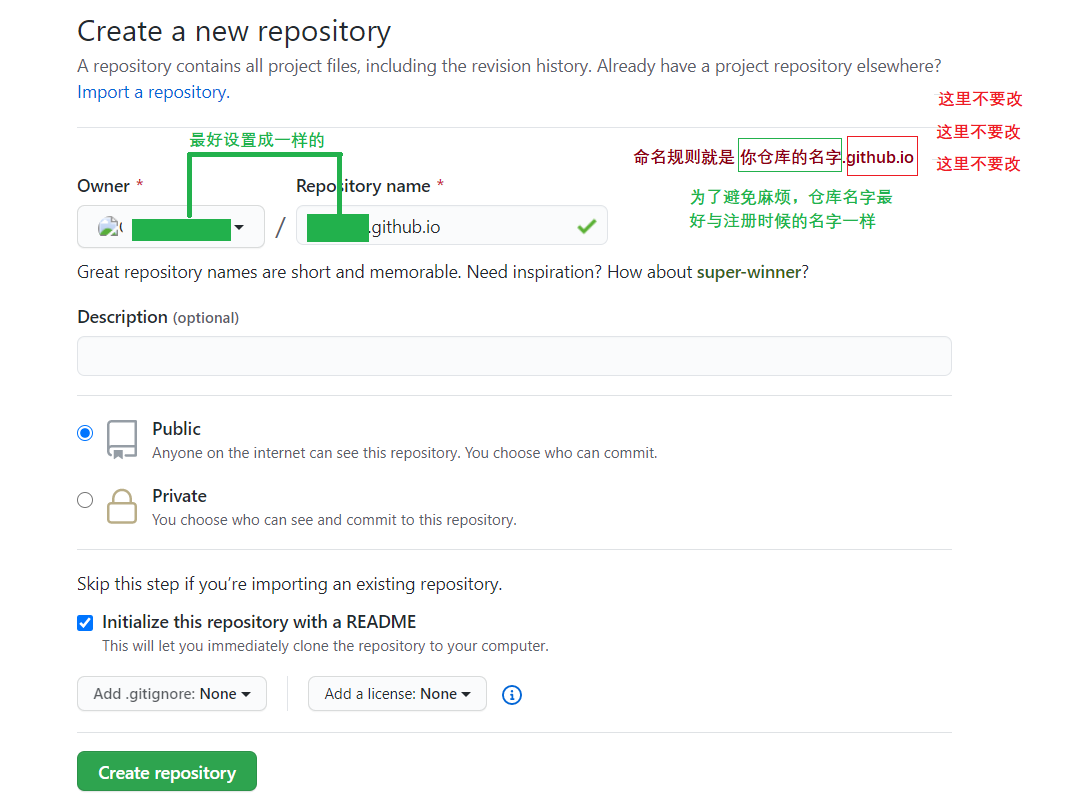 Create a new repository
A repository contains all project files, including the revision history. Already have a project repository elsewhere?
Import a repository.
这里不要改
这里不要改
这里不要改
最好设置成一样的
命名规则就是 你仓库的名字.github.io
为了避免麻烦，仓库名字最
好与注册时候的名字一样
Owner *
Repository name *
/
.github.io
Great repository names are short and memorable. Need inspiration? How about super-winner?
Description (optional)
Public
Anyone on the internet can see this repository. You choose who can commit.
Private
You choose who can see and commit to this repository.
Skip this step if you’re importing an existing repository.
Initialize this repository with a README
This will let you immediately clone the repository to your computer.
Add .gitignore: None
Add a license: None
Create repository